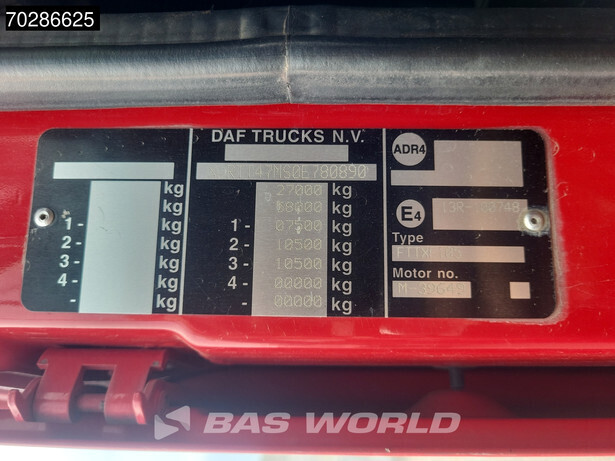 70286625
DAF TRUCKS N.V.
kg
kg
1 - kg
2 - kg
3 - kg
4 - kg
- kg
27000 kg
kg
1 - 07500 kg
2 - 10500 kg
3 - 10500 kg
4 - 00000 kg
- 00000 kg
ADR4
E4
Type
Motor no.
BAS WORLD